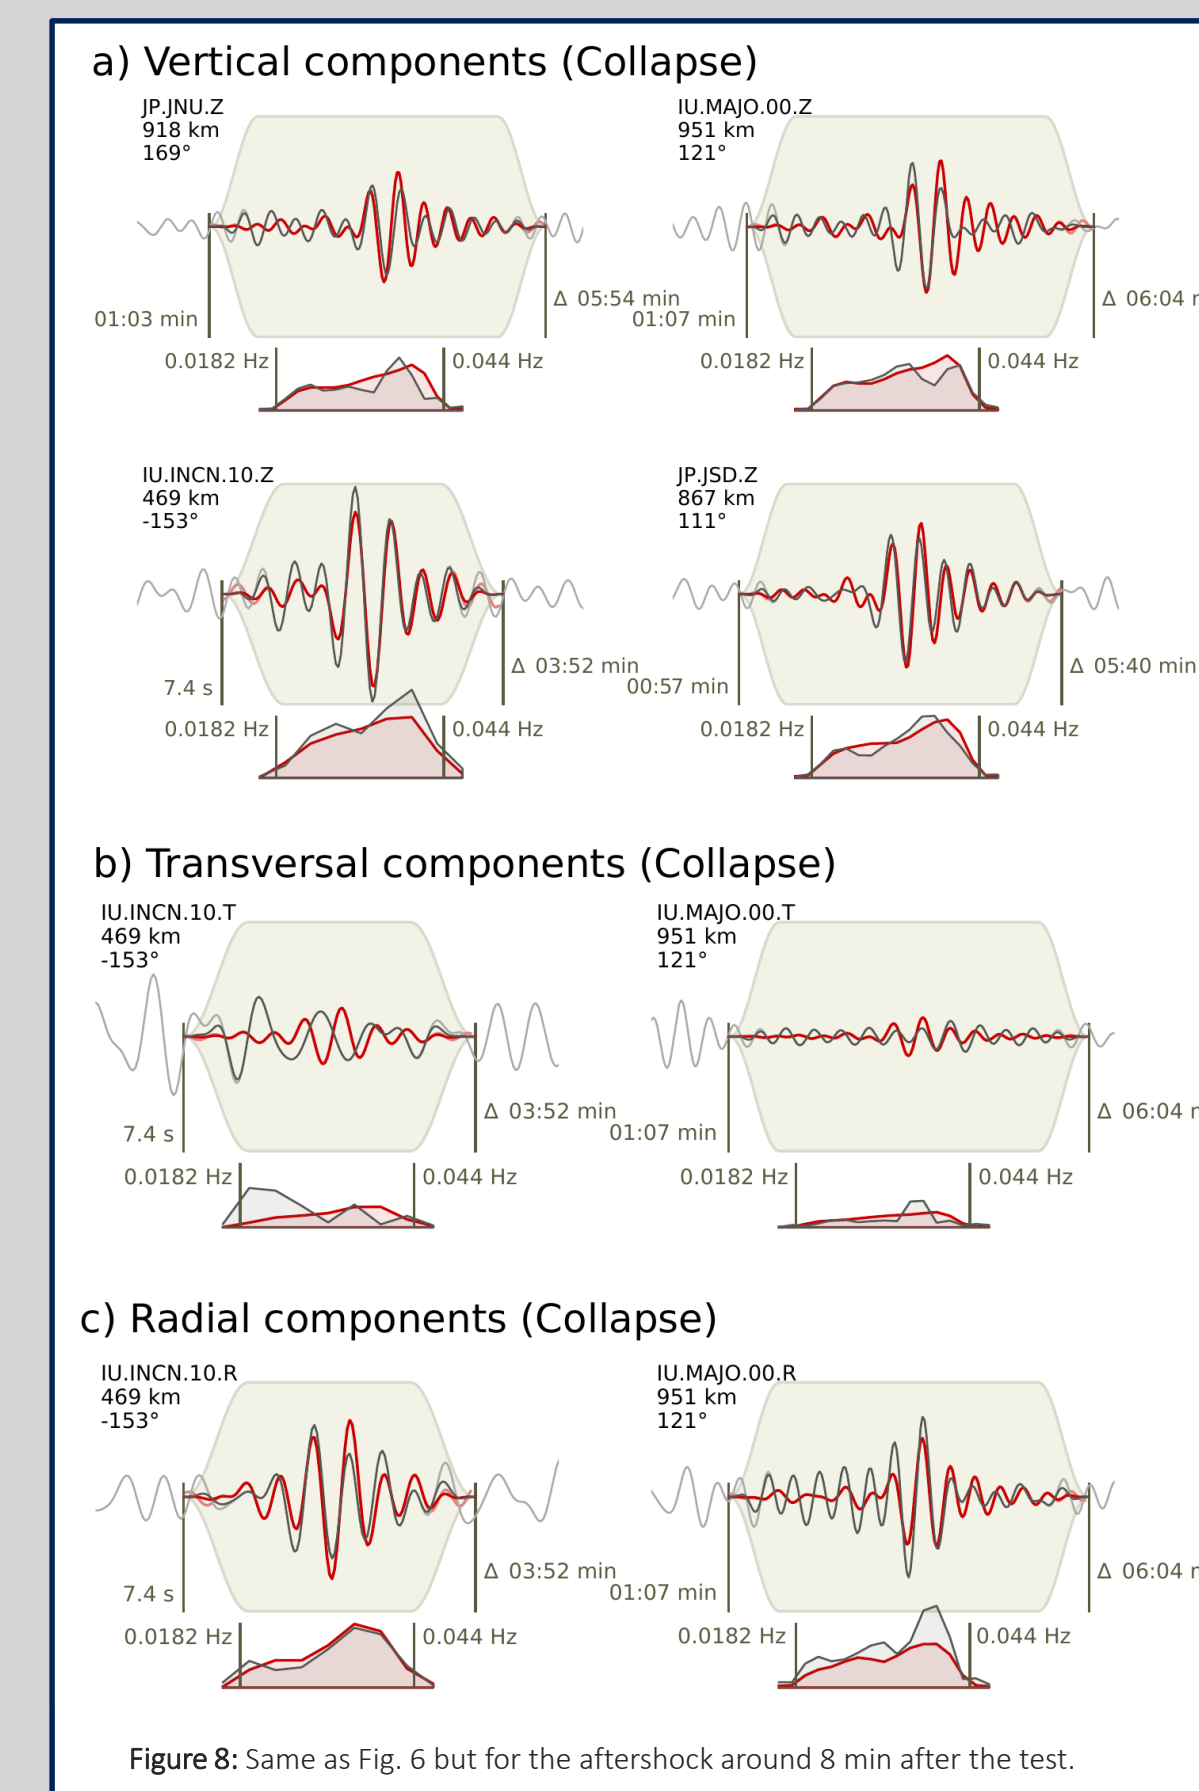 a) Vertical components (Collapse)
JP.JNU.Z
918 km
169°
01:03 min
Δ 05:54 min
0.0182 Hz
0.044 Hz
IU.MAJO.00.Z
951 km
121°
01:07 min
Δ 06:04
0.0182 Hz
0.044 Hz
IU.INCN.10.Z
469 km
-153°
7.4 s
Δ 03:52 min
0.0182 Hz
0.044 Hz
JP.JSD.Z
867 km
111°
00:57 min
Δ 05:40 min
0.0182 Hz
0.044 Hz
b) Transversal components (Collapse)
IU.INCN.10.T
469 km
-153°
7.4 s
Δ 03:52 min
0.0182 Hz
0.044 Hz
IU.MAJO.00.T
951 km
121°
01:07 min
Δ 06:04
0.0182 Hz
0.044 Hz
c) Radial components (Collapse)
IU.INCN.10.R
469 km
-153°
7.4 s
Δ 03:52 min
0.0182 Hz
0.044 Hz
IU.MAJO.00.R
951 km
121°
01:07 min
Δ 06:04
0.0182 Hz
0.044 Hz
Figure 8: Same as Fig. 6 but for the aftershock around 8 min after the test.